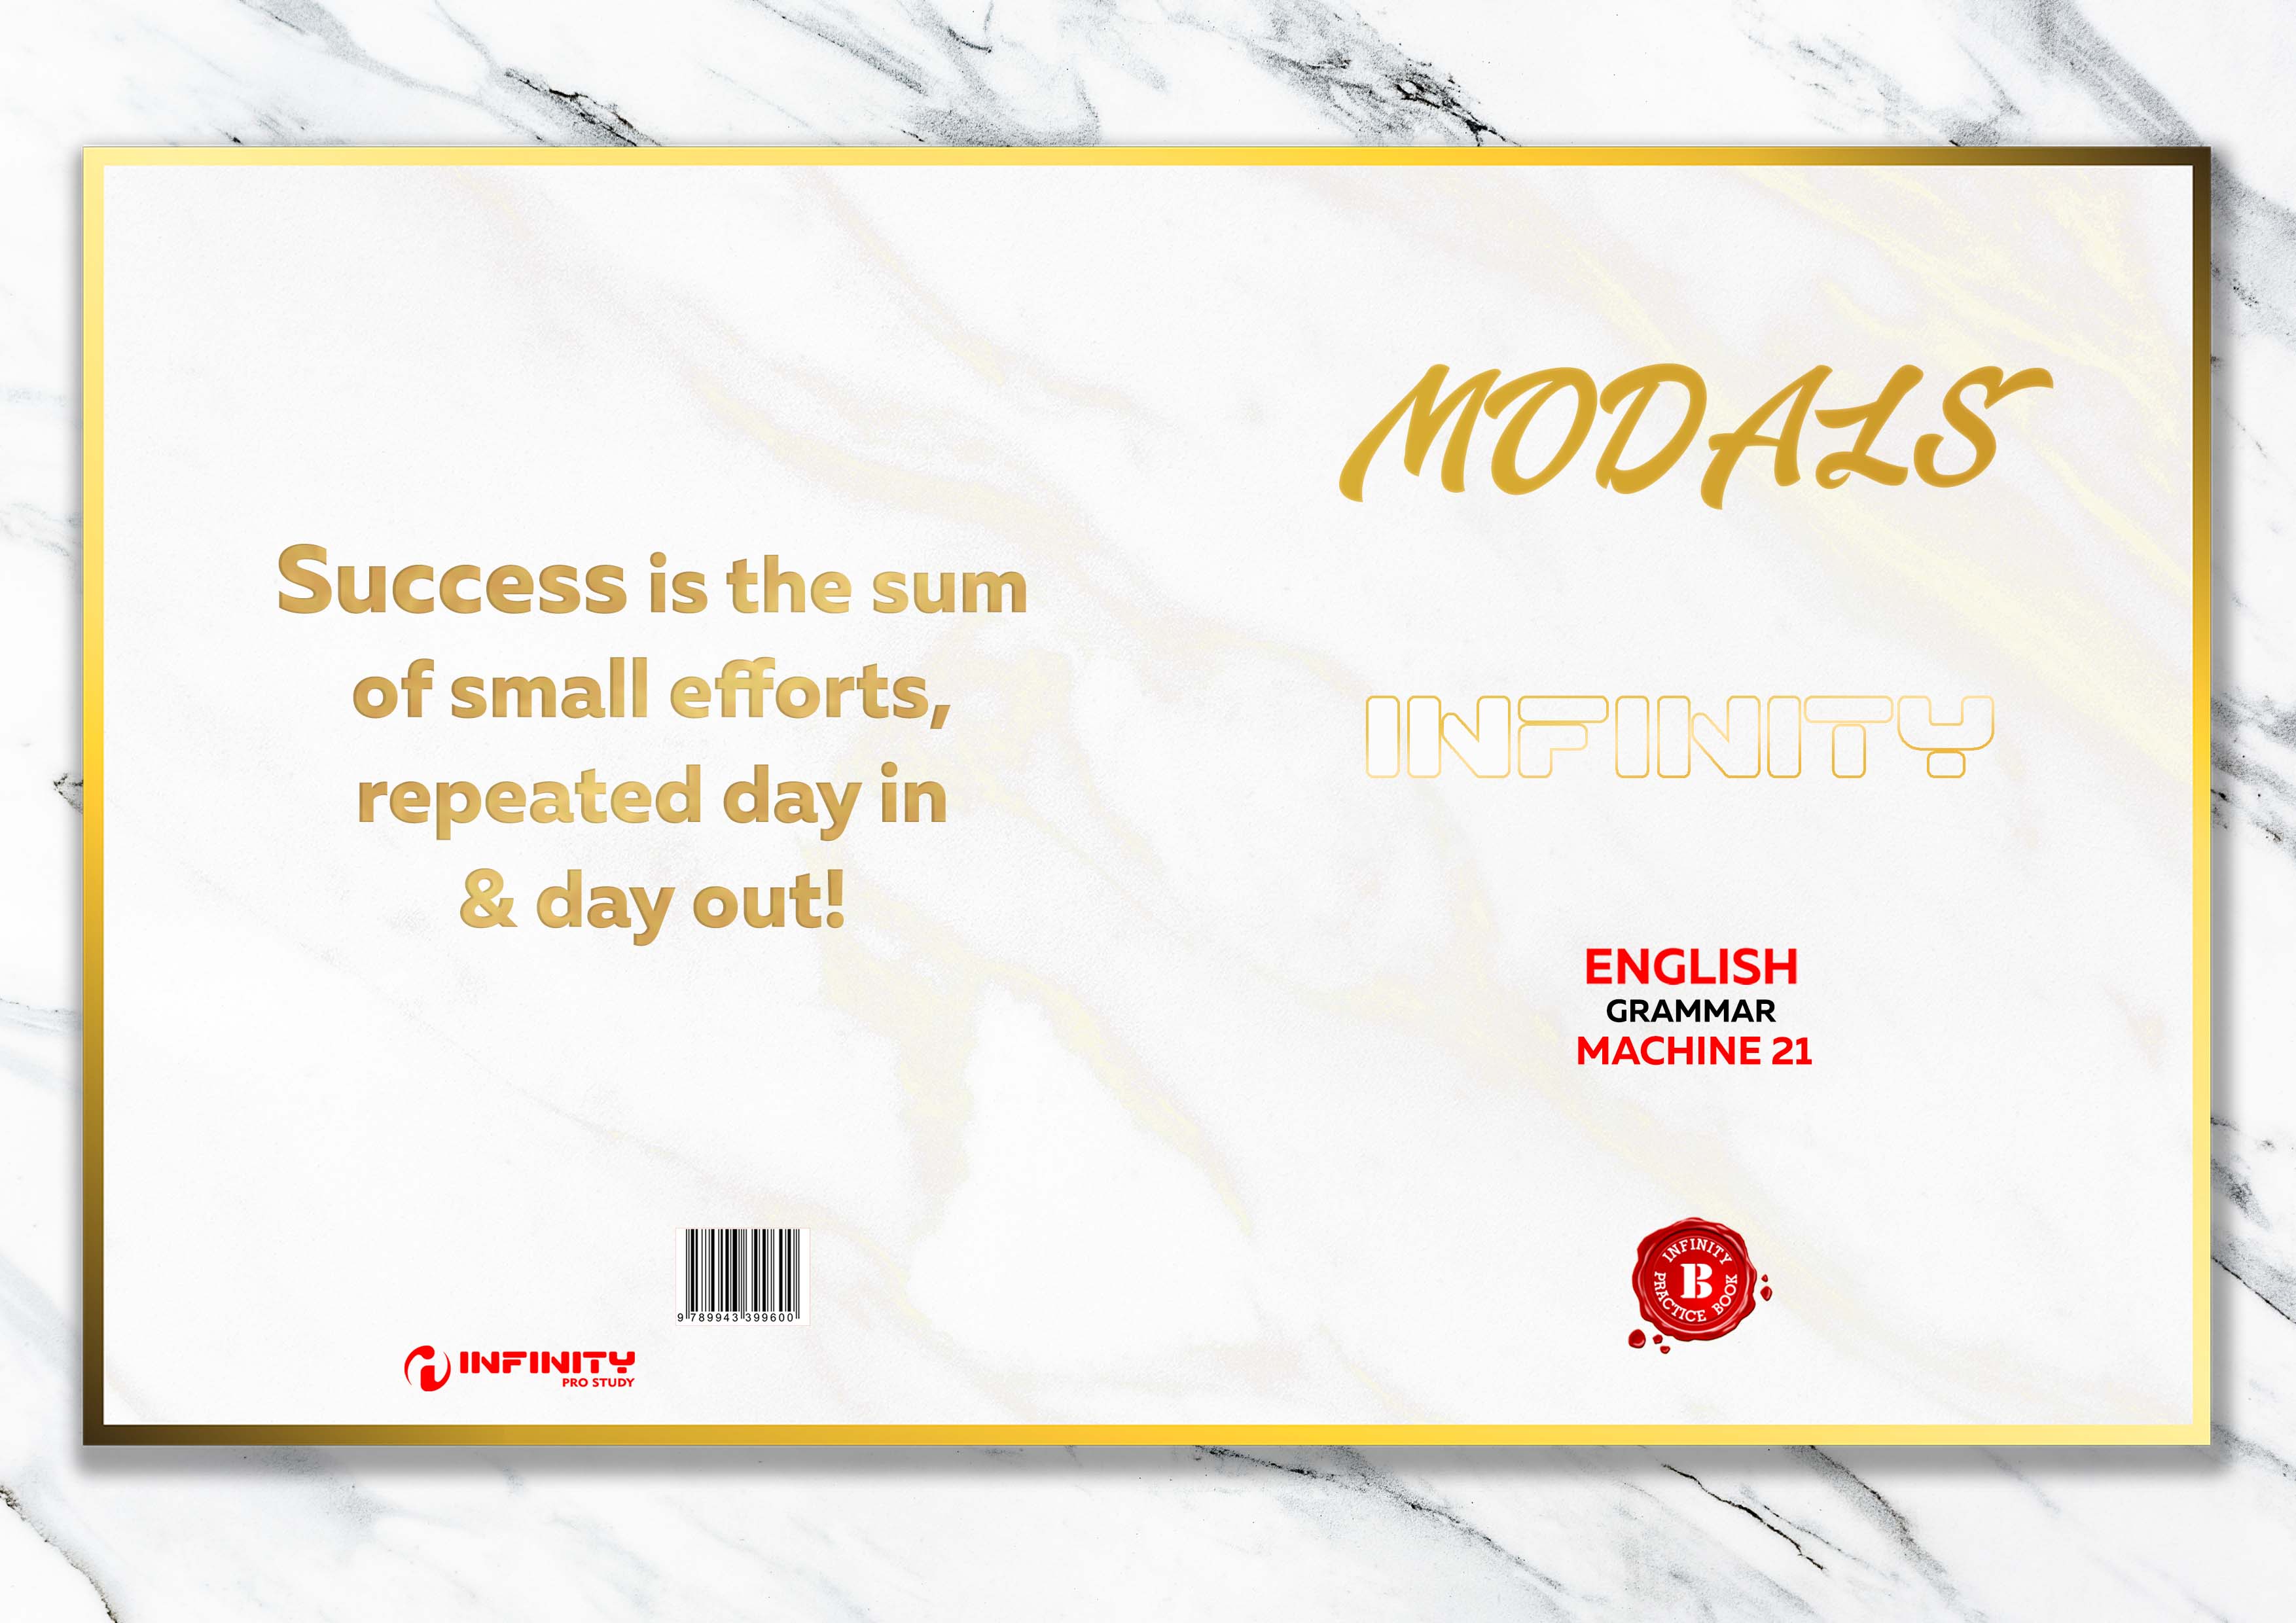 Success is the sum
of small efforts,
repeated day in
& day out!
9 789943 399600
INFINITY
PRO STUDY
MODALS
INFINITY
ENGLISH
GRAMMAR
MACHINE 21
INFINITY
B
PRACTICE BOOK